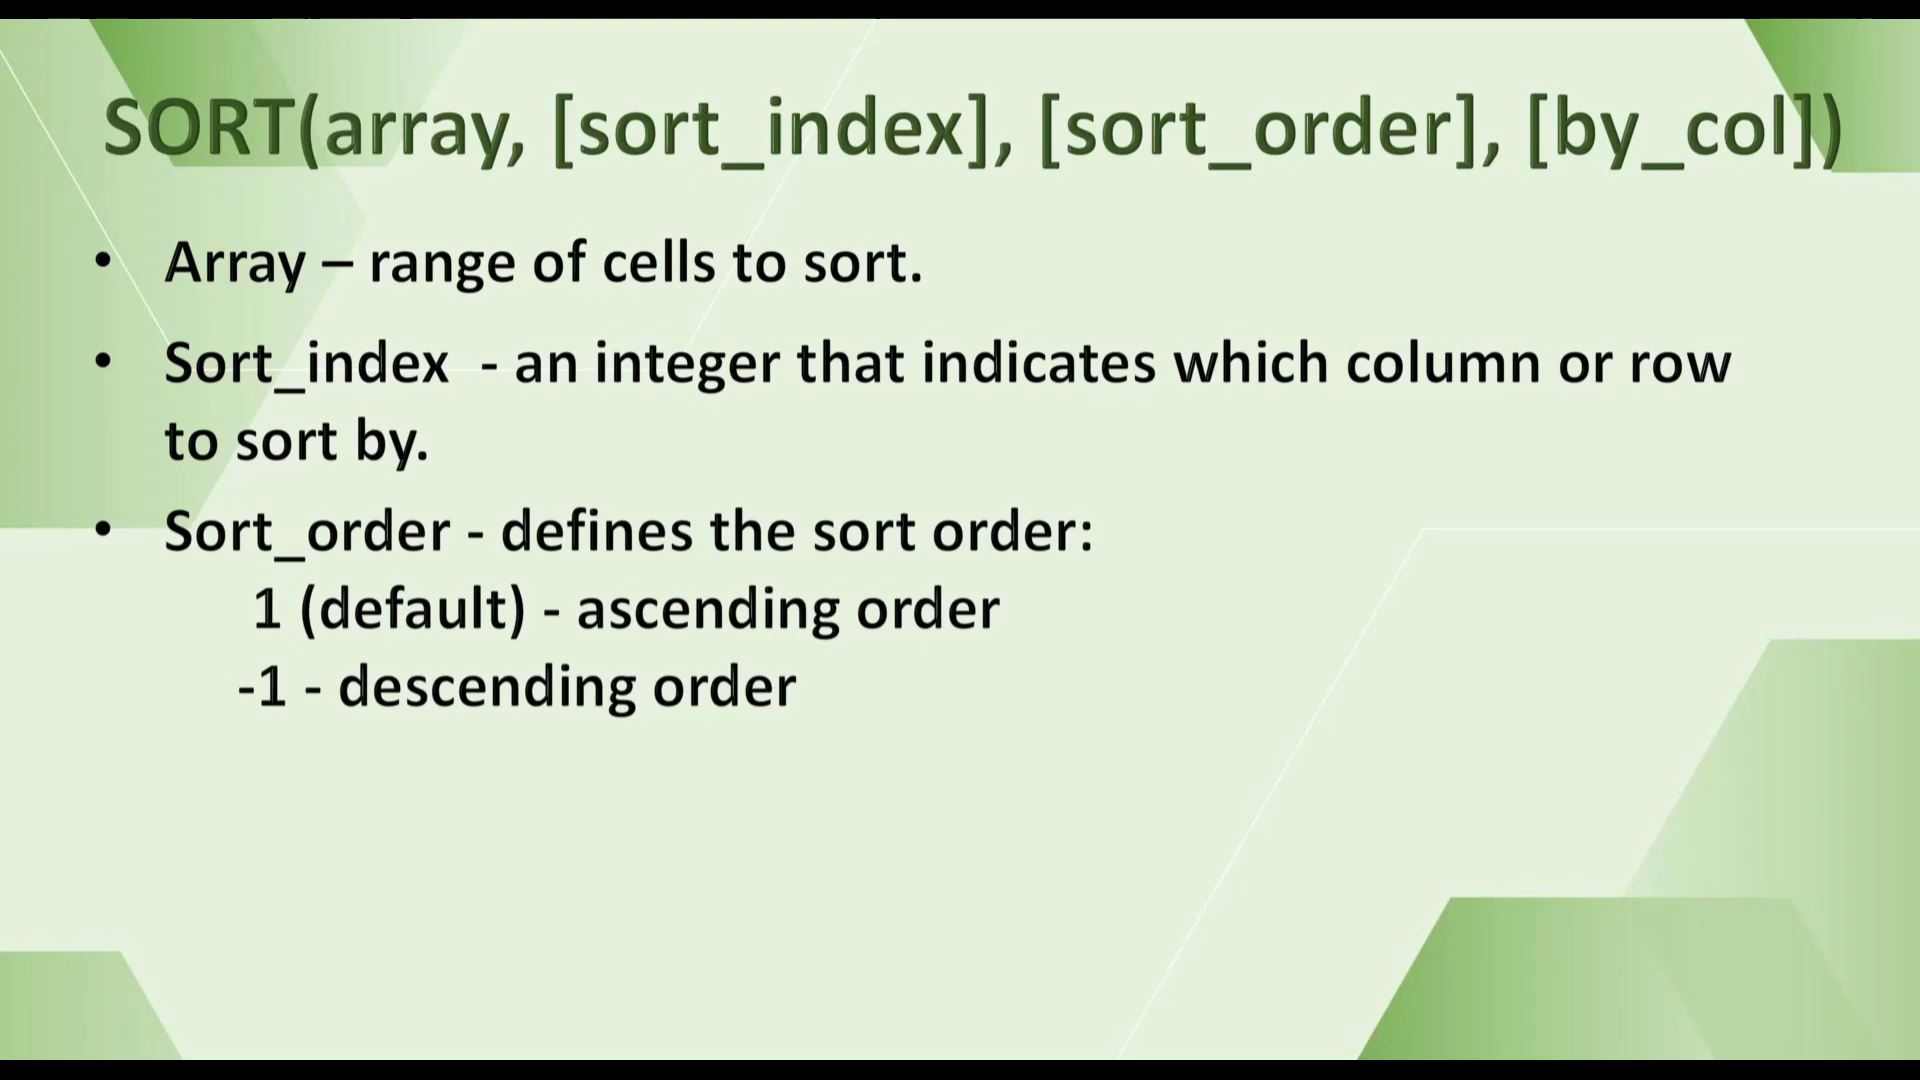 SORT(array, [sort_index], [sort_order], [by_col])
• Array – range of cells to sort.
• Sort_index - an integer that indicates which column or row
to sort by.
• Sort_order - defines the sort order:
1 (default) - ascending order
-1 - descending order